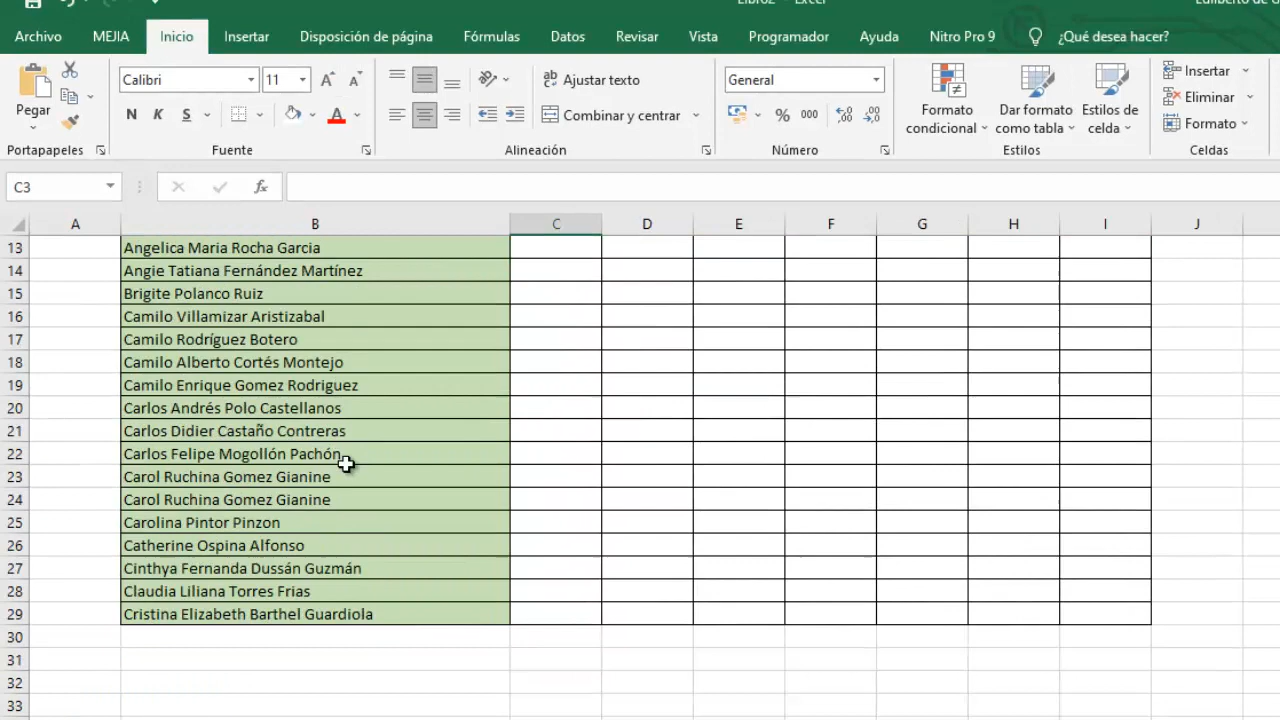 Excel
Archivo MEJIA Inicio Insertar Disposición de página Fórmulas Datos Revisar Vista Programador Ayuda Nitro Pro 9 ¿Qué desea hacer?
Pegar
Calibri 11
N K S A
Ajustar texto
Combinar y centrar
General
% 000
Formato condicional
Dar formato como tabla
Estilos de celda
Insertar
Eliminar
Formato
Portapapeles Fuente Alineación Número Estilos Celdas
C3 fx
A B C D E F G H I J
13 Angelica Maria Rocha Garcia
14 Angie Tatiana Fernández Martínez
15 Brigite Polanco Ruiz
16 Camilo Villamizar Aristizabal
17 Camilo Rodríguez Botero
18 Camilo Alberto Cortés Montejo
19 Camilo Enrique Gomez Rodriguez
20 Carlos Andrés Polo Castellanos
21 Carlos Didier Castaño Contreras
22 Carlos Felipe Mogollón Pachón
23 Carol Ruchina Gomez Gianine
24 Carol Ruchina Gomez Gianine
25 Carolina Pintor Pinzon
26 Catherine Ospina Alfonso
27 Cinthya Fernanda Dussán Guzmán
28 Claudia Liliana Torres Frias
29 Cristina Elizabeth Barthel Guardiola
30
31
32
33